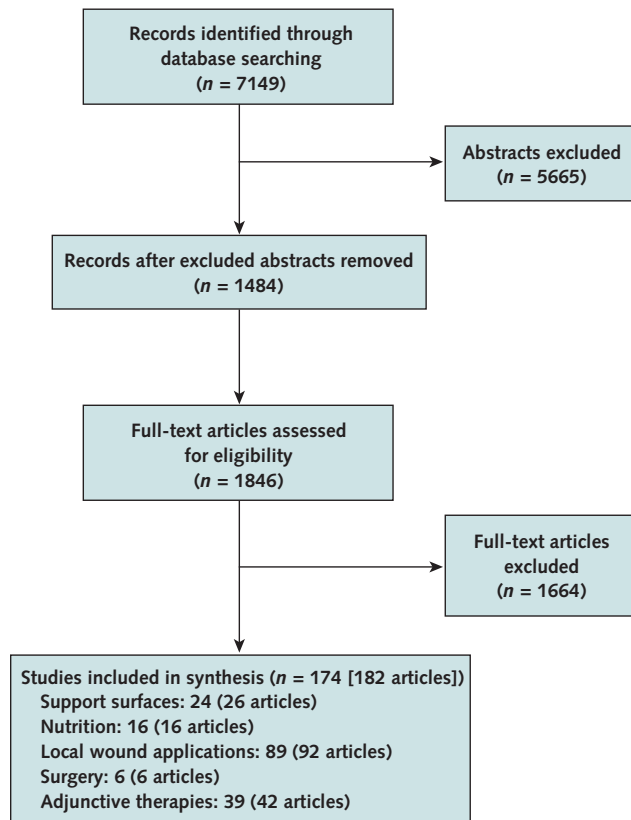 Records identified through
database searching
(n = 7149)
Abstracts excluded
(n = 5665)
Records after excluded abstracts removed
(n = 1484)
Full-text articles assessed
for eligibility
(n = 1846)
Full-text articles
excluded
(n = 1664)
Studies included in synthesis (n = 174 [182 articles])
Support surfaces: 24 (26 articles)
Nutrition: 16 (16 articles)
Local wound applications: 89 (92 articles)
Surgery: 6 (6 articles)
Adjunctive therapies: 39 (42 articles)